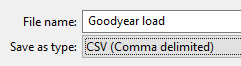 File name: Goodyear load
Save as type: CSV (Comma delimited)